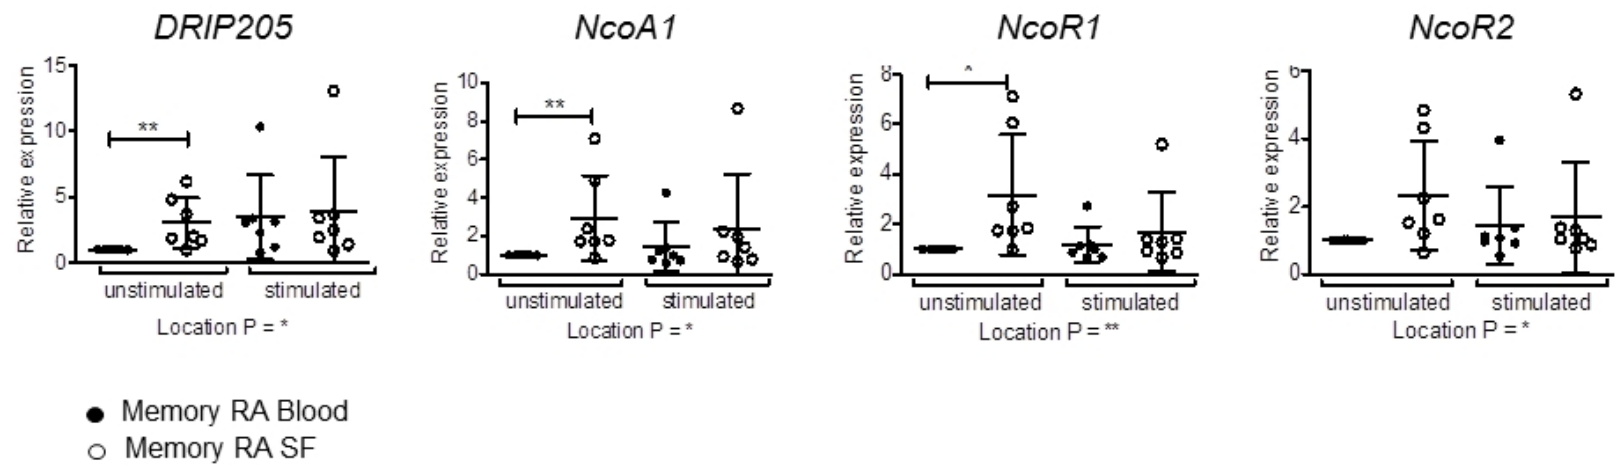 DRIP205
NcoA1
NcoR1
NcoR2
Relative expression
15
10
5
0
**
unstimulated
stimulated
Location P = *
Relative expression
10
8
6
4
2
0
**
unstimulated
stimulated
Location P = *
Relative expression
8
6
4
2
0
*
unstimulated
stimulated
Location P = **
Relative expression
6
4
2
0
unstimulated
stimulated
Location P = *
Memory RA Blood
Memory RA SF